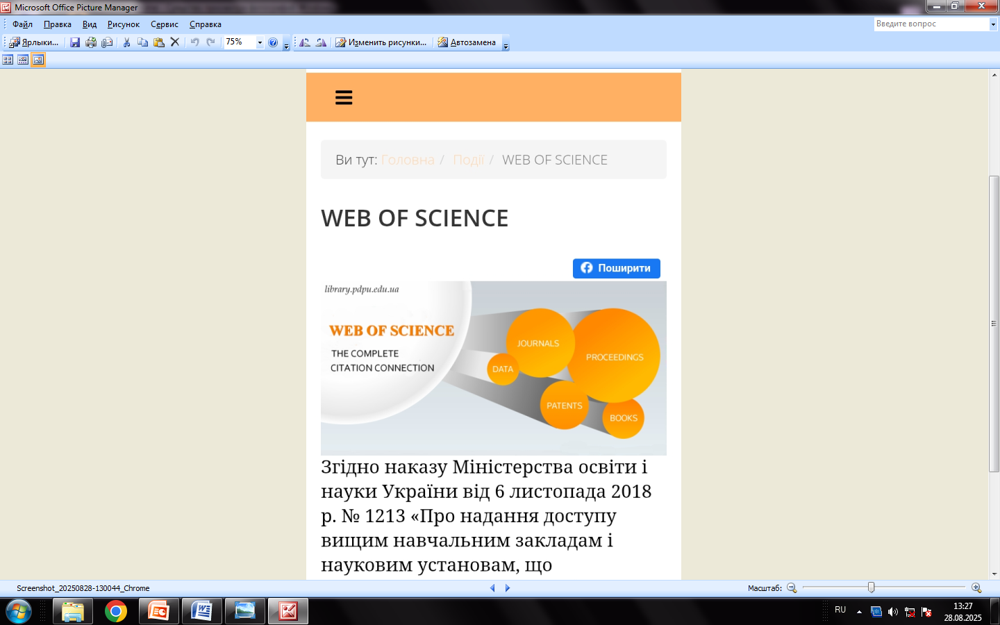 Microsoft Office Picture Manager
Файл Правка Вид Рисунок Сервис Справка
Введите вопрос
Ярлыки... 75% Изменить рисунки... Автозамена
Ви тут: Головна / Події / WEB OF SCIENCE
WEB OF SCIENCE
Поширити
library.pdpu.edu.ua
WEB OF SCIENCE
THE COMPLETE
CITATION CONNECTION
JOURNALS
PROCEEDINGS
DATA
PATENTS
BOOKS
Згідно наказу Міністерства освіти і
науки України від 6 листопада 2018
р. № 1213 «Про надання доступу
вищим навчальним закладам і
науковим установам, що
Screenshot_20250828-130044_Chrome
Масштаб:
RU
13:27
28.08.2025